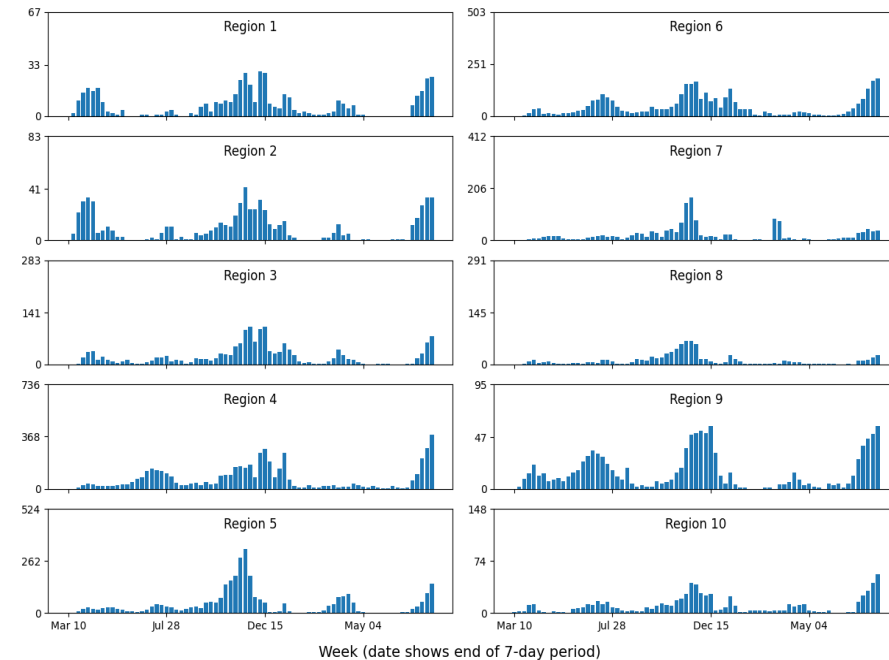 67
Region 1
33
0
503
Region 6
251
0
83
Region 2
41
0
412
Region 7
206
0
283
Region 3
141
0
291
Region 8
145
0
736
Region 4
368
0
95
Region 9
47
0
524
Region 5
262
0
Mar 10 Jul 28 Dec 15 May 04
148
Region 10
74
0
Mar 10 Jul 28 Dec 15 May 04
Week (date shows end of 7-day period)